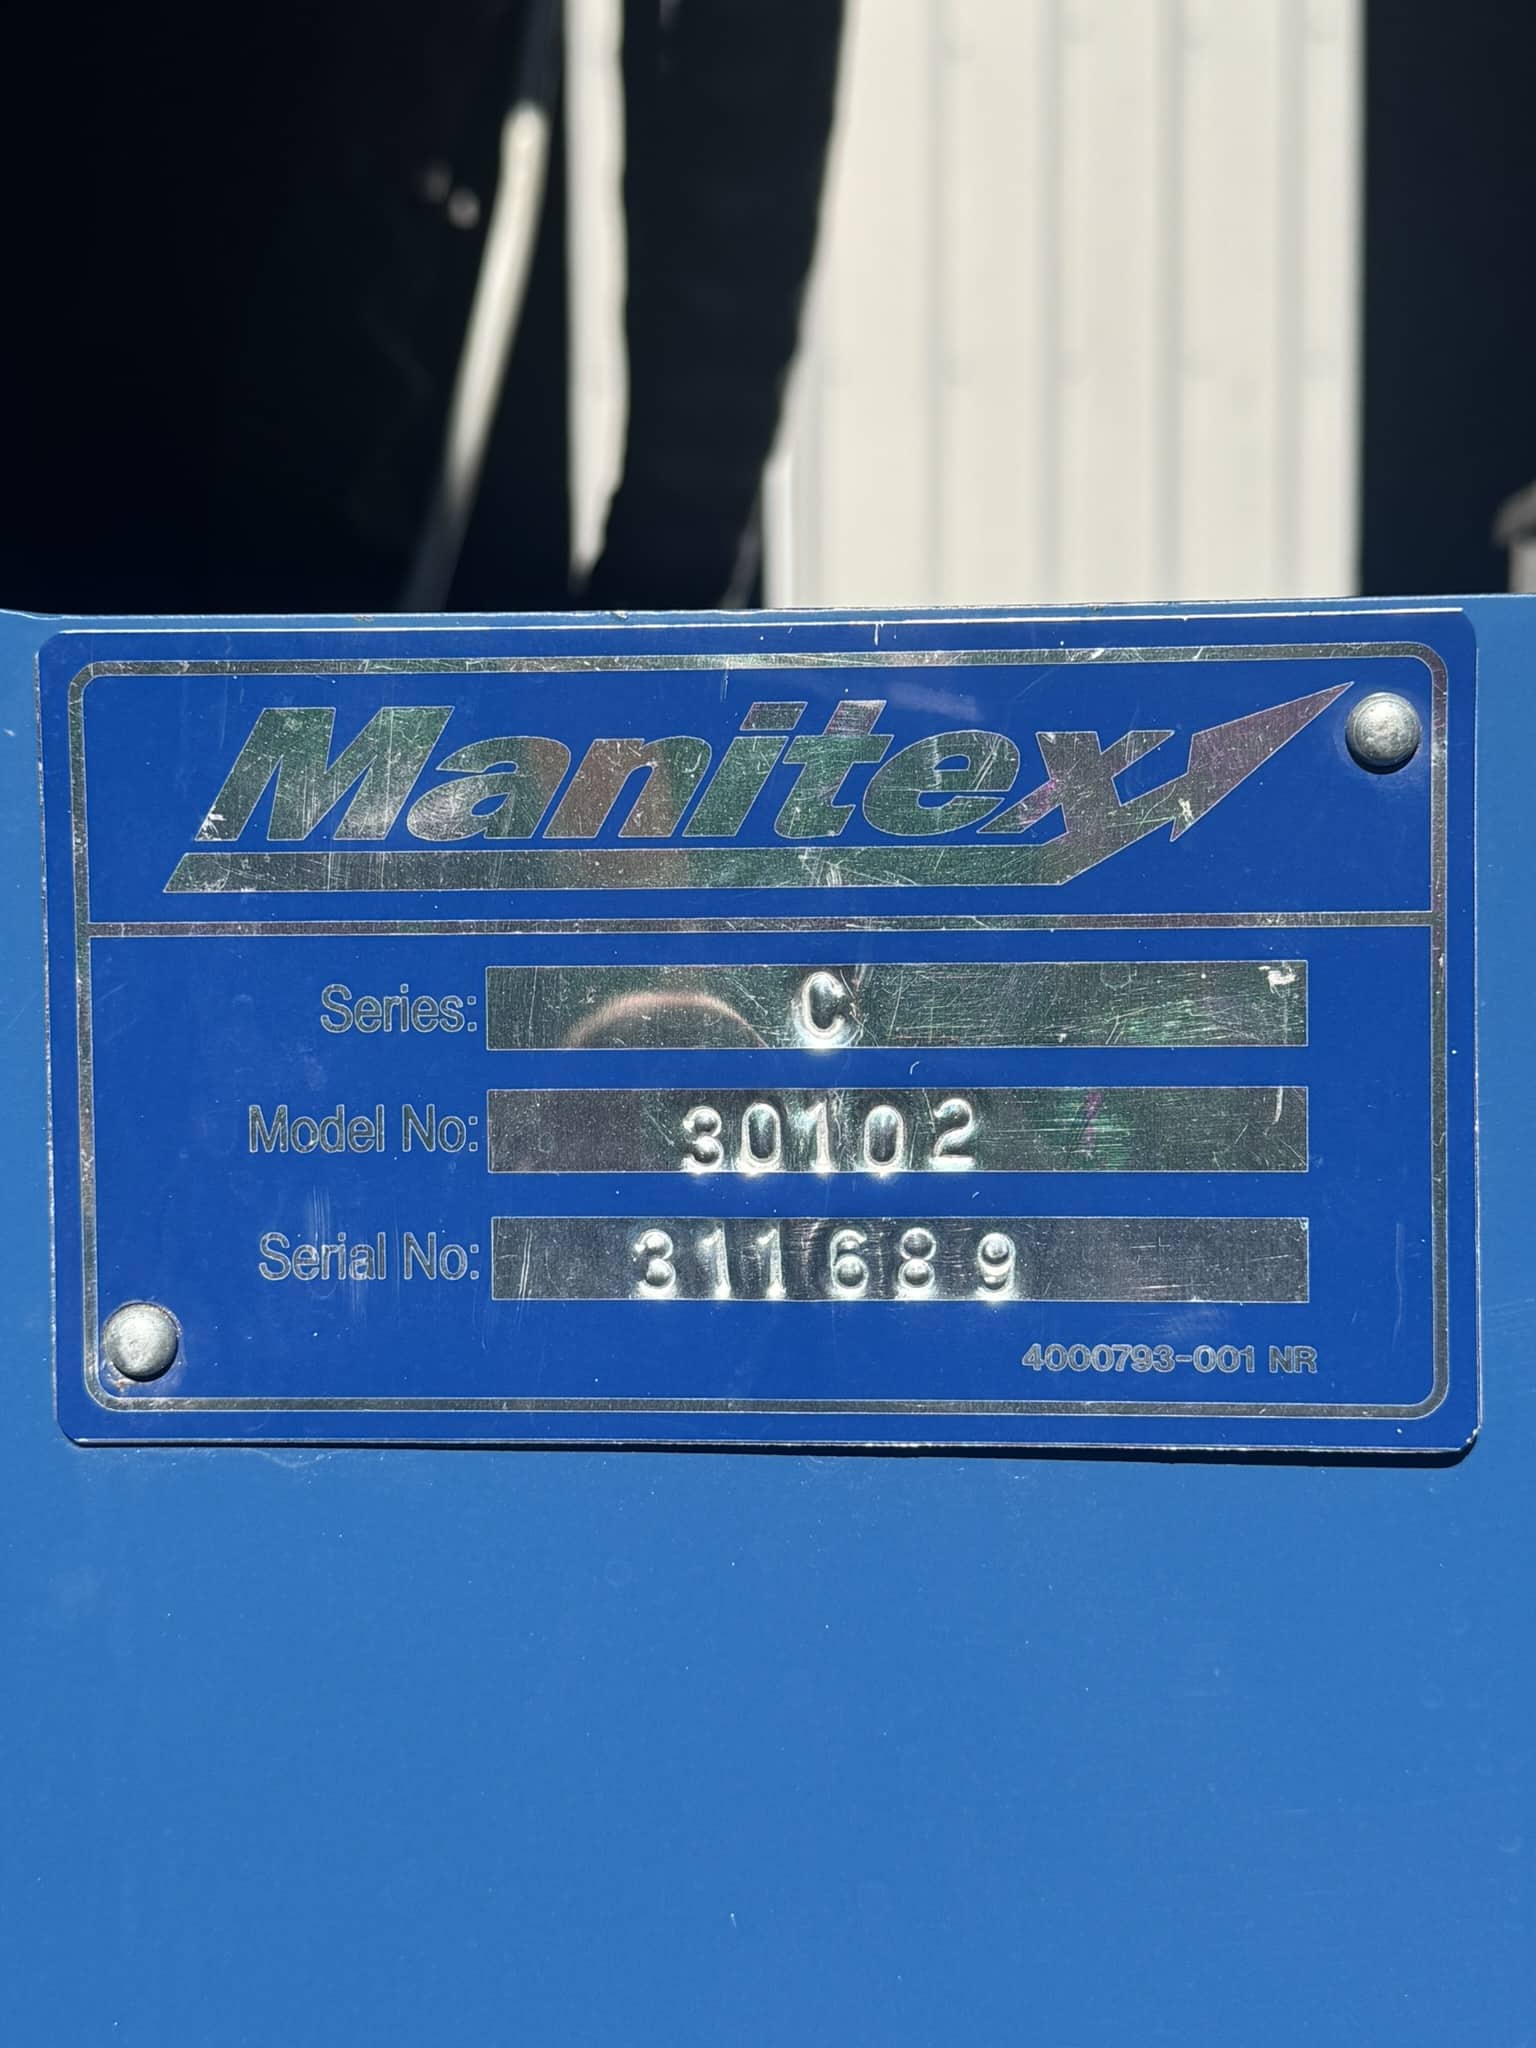 Manitex
Series: C
Model No: 30102
Serial No: 311689
4000793-001 NR